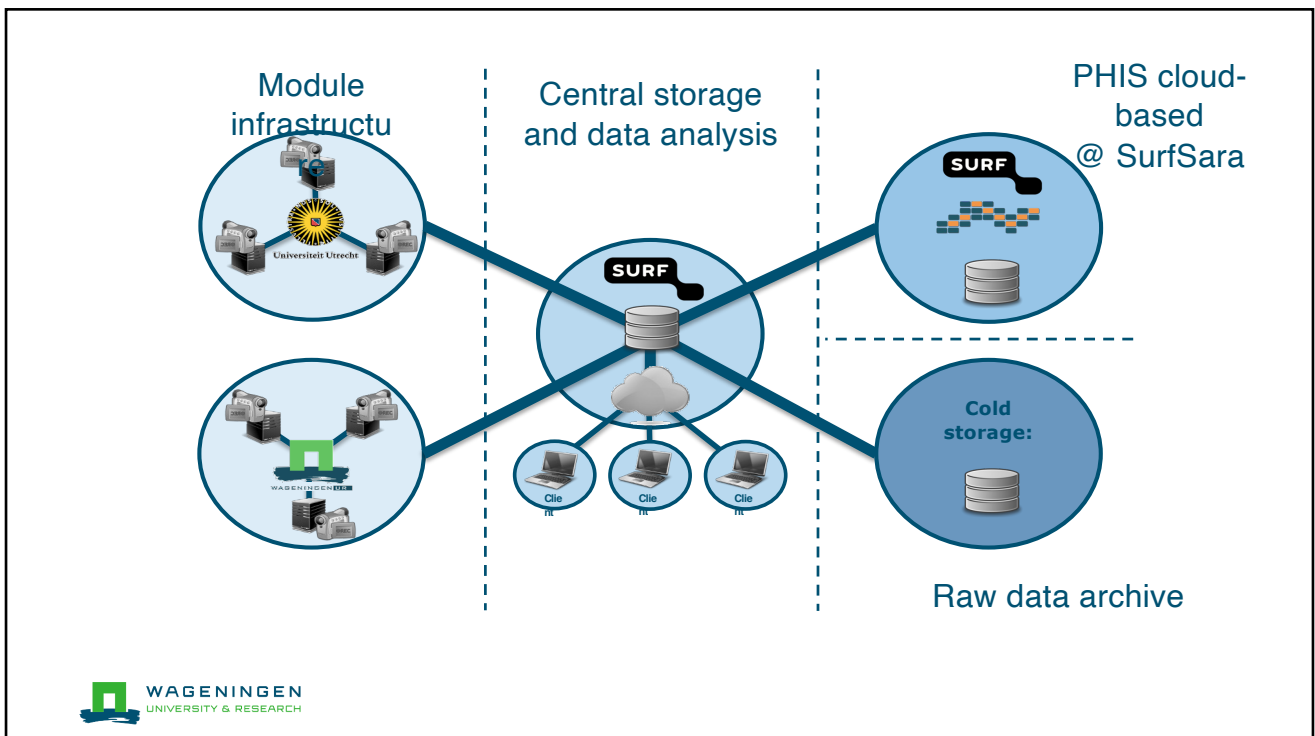 Module
infrastructu
re
Universiteit Utrecht
WAGENINGEN UR
Central storage
and data analysis
SURF
Clie
nt
Clie
nt
Clie
nt
PHIS cloud-
based
@ SurfSara
SURF
Cold
storage:
Raw data archive
WAGENINGEN
UNIVERSITY & RESEARCH